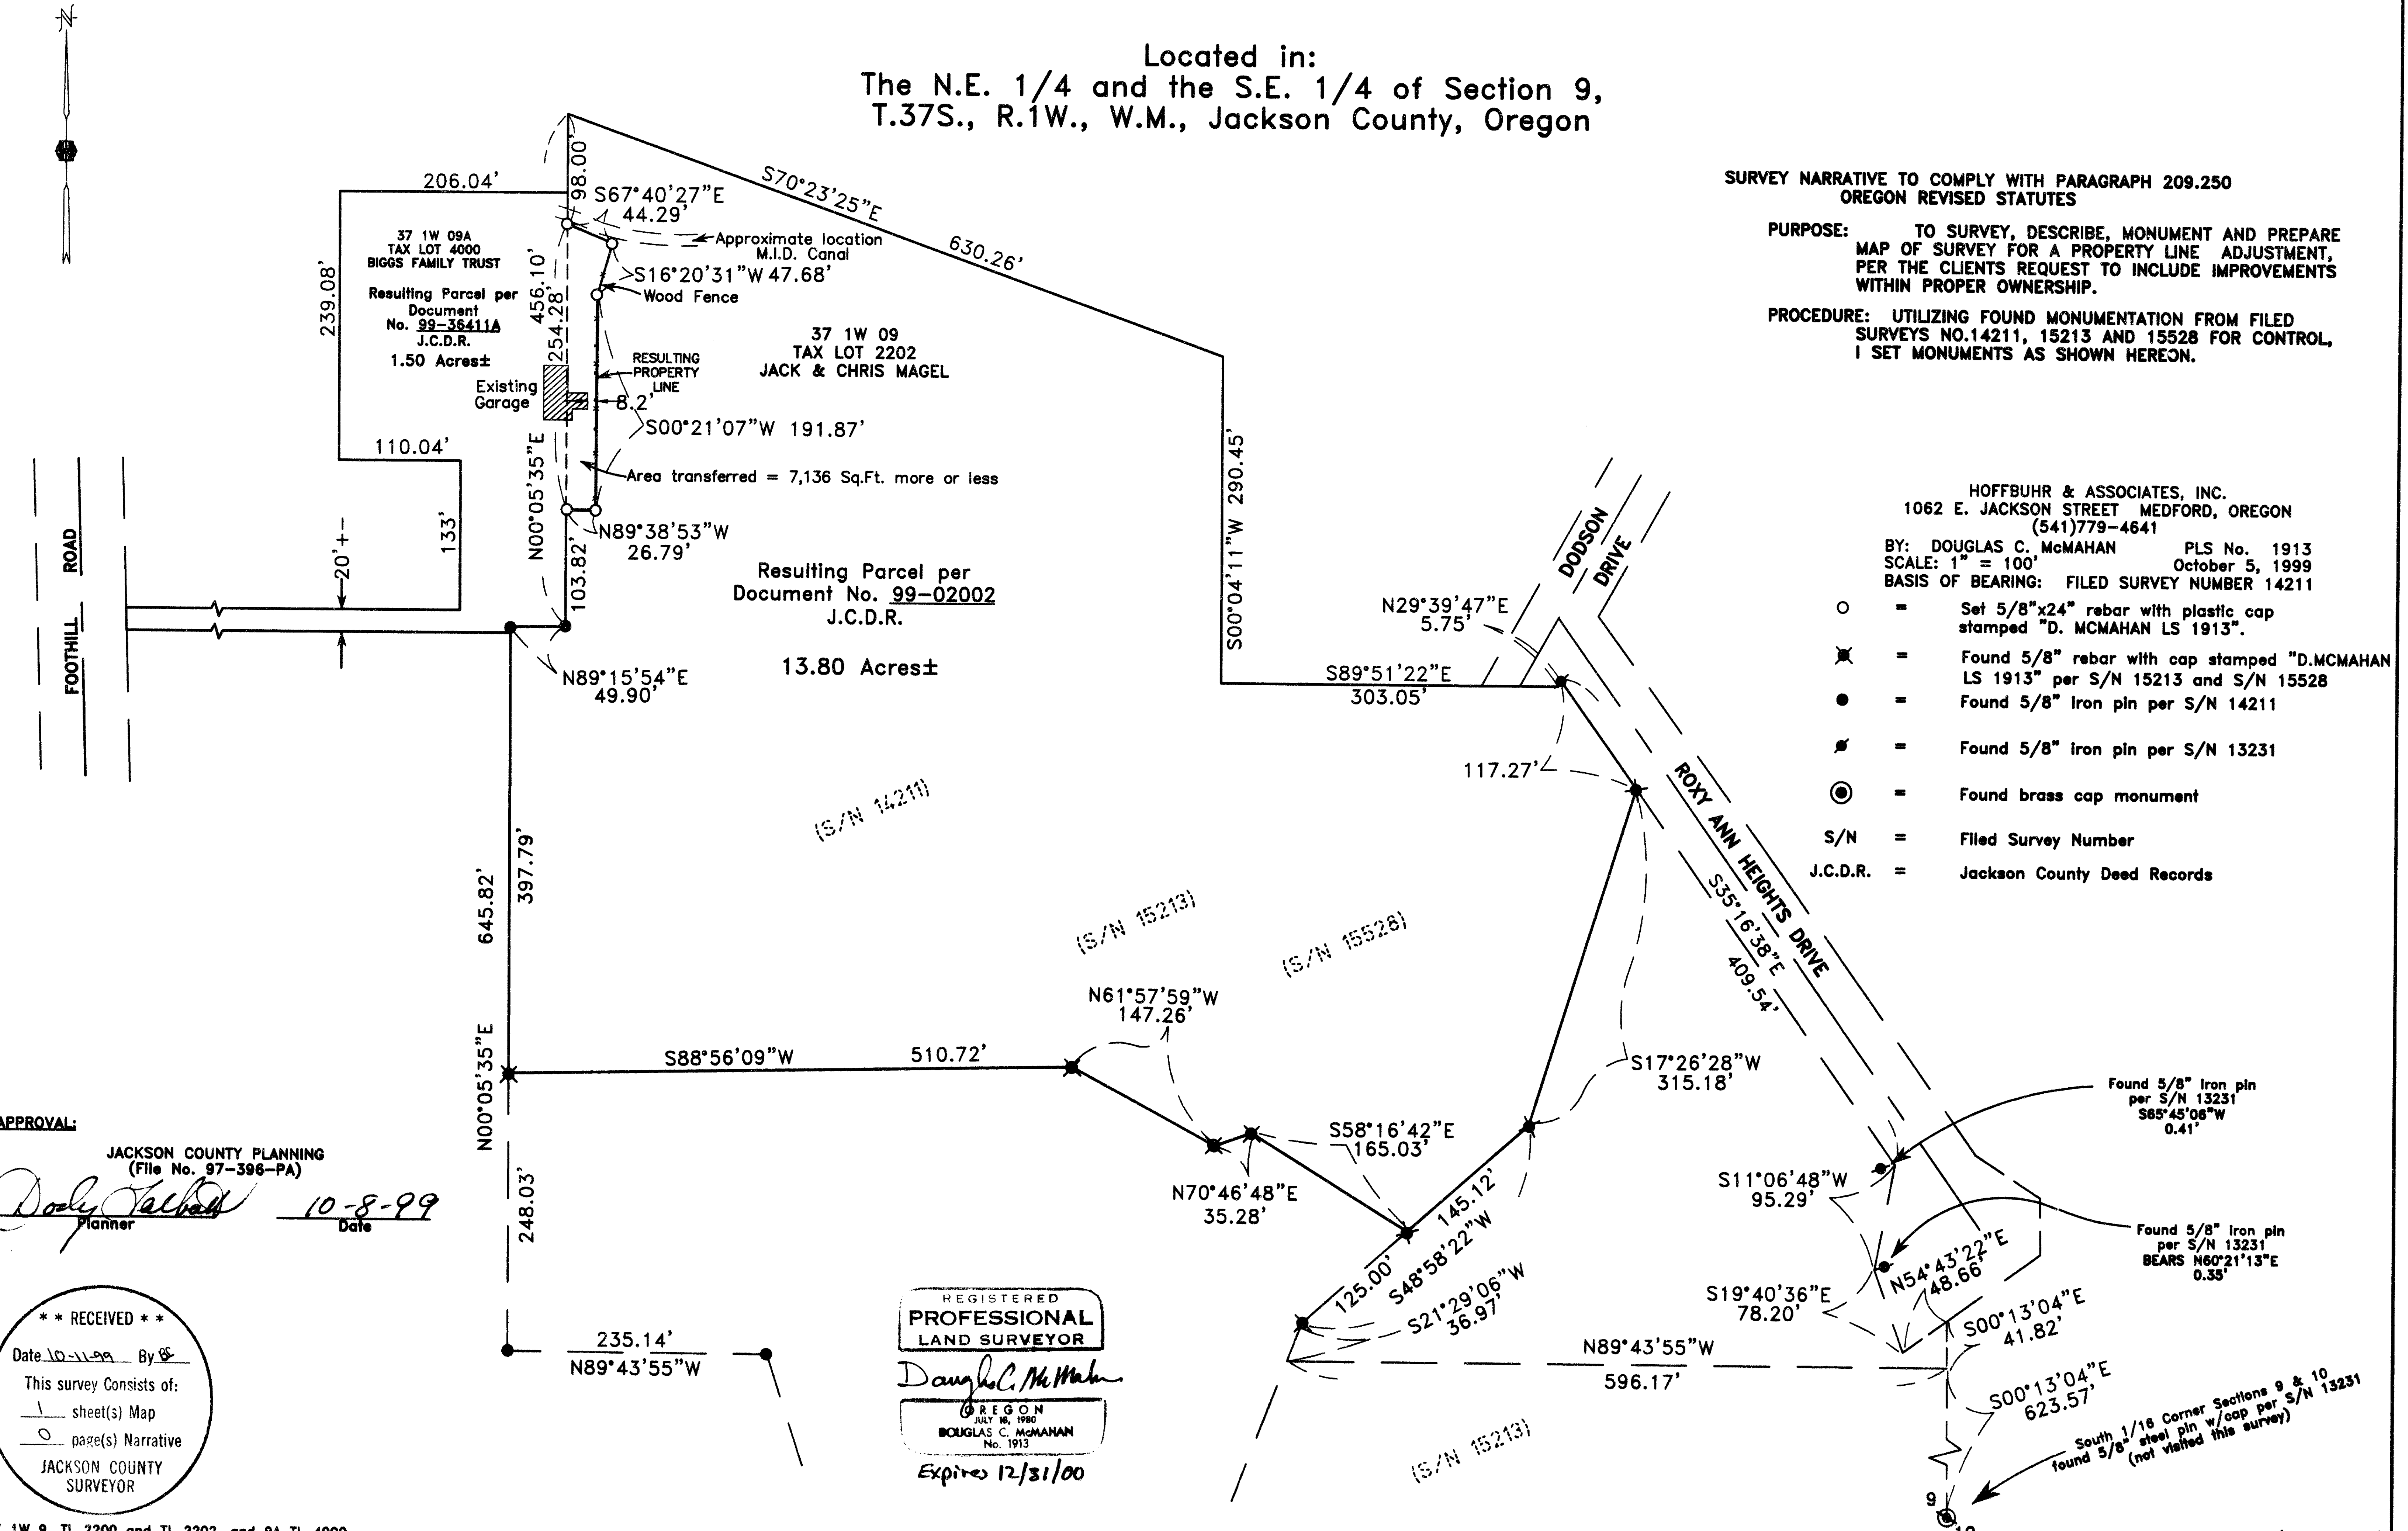 N
Located in:
The N.E. 1/4 and the S.E. 1/4 of Section 9,
T.37S., R.1W., W.M., Jackson County, Oregon
SURVEY NARRATIVE TO COMPLY WITH PARAGRAPH 209.250
OREGON REVISED STATUTES
PURPOSE: TO SURVEY, DESCRIBE, MONUMENT AND PREPARE
MAP OF SURVEY FOR A PROPERTY LINE ADJUSTMENT,
PER THE CLIENTS REQUEST TO INCLUDE IMPROVEMENTS
WITHIN PROPER OWNERSHIP.
PROCEDURE: UTILIZING FOUND MONUMENTATION FROM FILED
SURVEYS NO.14211, 15213 AND 15528 FOR CONTROL,
I SET MONUMENTS AS SHOWN HEREON.
HOFFBUHR & ASSOCIATES, INC.
1062 E. JACKSON STREET MEDFORD, OREGON
(541)779-4641
BY: DOUGLAS C. McMAHAN PLS No. 1913
SCALE: 1" = 100' October 5, 1999
BASIS OF BEARING: FILED SURVEY NUMBER 14211
= Set 5/8"x24" rebar with plastic cap
stamped "D. MCMAHAN LS 1913".
= Found 5/8" rebar with cap stamped "D.MCMAHAN
LS 1913" per S/N 15213 and S/N 15528
= Found 5/8" iron pin per S/N 14211
= Found 5/8" iron pin per S/N 13231
= Found brass cap monument
S/N = Filed Survey Number
J.C.D.R. = Jackson County Deed Records
206.04'
98.00'
S67°40'27"E
44.29'
S70°23'25"E
630.26'
Approximate location
M.I.D. Canal
S16°20'31"W 47.68'
Wood Fence
239.08'
37 1W 09A
TAX LOT 4000
BIGGS FAMILY TRUST
Resulting Parcel per
Document
No. 99-36411A
J.C.D.R.
1.50 Acres±
456.10'
254.28'
N00°05'35"E
37 1W 09
TAX LOT 2202
JACK & CHRIS MAGEL
RESULTING
PROPERTY
LINE
Existing
Garage
8.2'
S00°21'07"W 191.87'
110.04'
133'
Area transferred = 7,136 Sq.Ft. more or less
N89°38'53"W
26.79'
103.82'
20'+-
FOOTHILL ROAD
Resulting Parcel per
Document No. 99-02002
J.C.D.R.
13.80 Acres±
N89°15'54"E
49.90'
S00°04'11"W 290.45'
S89°51'22"E
303.05'
N29°39'47"E
5.75'
DODSON
DRIVE
117.27'
ROXY ANN HEIGHTS DRIVE
S35°16'38"E
409.54'
(S/N 14211)
(S/N 15213)
(S/N 15528)
645.82'
397.79'
N00°05'35"E
248.03'
S88°56'09"W 510.72'
N61°57'59"W
147.26'
N70°46'48"E
35.28'
S58°16'42"E
165.03'
S17°26'28"W
315.18'
145.12'
S48°58'22"W
125.00'
S21°29'06"W
36.97'
N89°43'55"W
596.17'
235.14'
N89°43'55"W
S11°06'48"W
95.29'
S19°40'36"E
78.20'
N54°43'22"E
48.66'
S00°13'04"E
41.82'
S00°13'04"E
623.57'
Found 5/8" iron pin
per S/N 13231
S65°45'06"W
0.41'
Found 5/8" iron pin
per S/N 13231
BEARS N60°21'13"E
0.35'
South 1/16 Corner Sections 9 & 10
found 5/8" steel pin w/cap per S/N 13231
(not visited this survey)
9
10
(S/N 15213)
APPROVAL:
JACKSON COUNTY PLANNING
(File No. 97-396-PA)
10-8-99
Planner Date
* * RECEIVED * *
Date 10-11-99 By
This survey Consists of:
1 sheet(s) Map
0 page(s) Narrative
JACKSON COUNTY
SURVEYOR
REGISTERED
PROFESSIONAL
LAND SURVEYOR
Douglas C. McMahan
OREGON
JULY 18, 1980
DOUGLAS C. McMAHAN
No. 1913
Expires 12/31/00
1W 9, TL 2200 and TL 2202, and 9A TL 4000